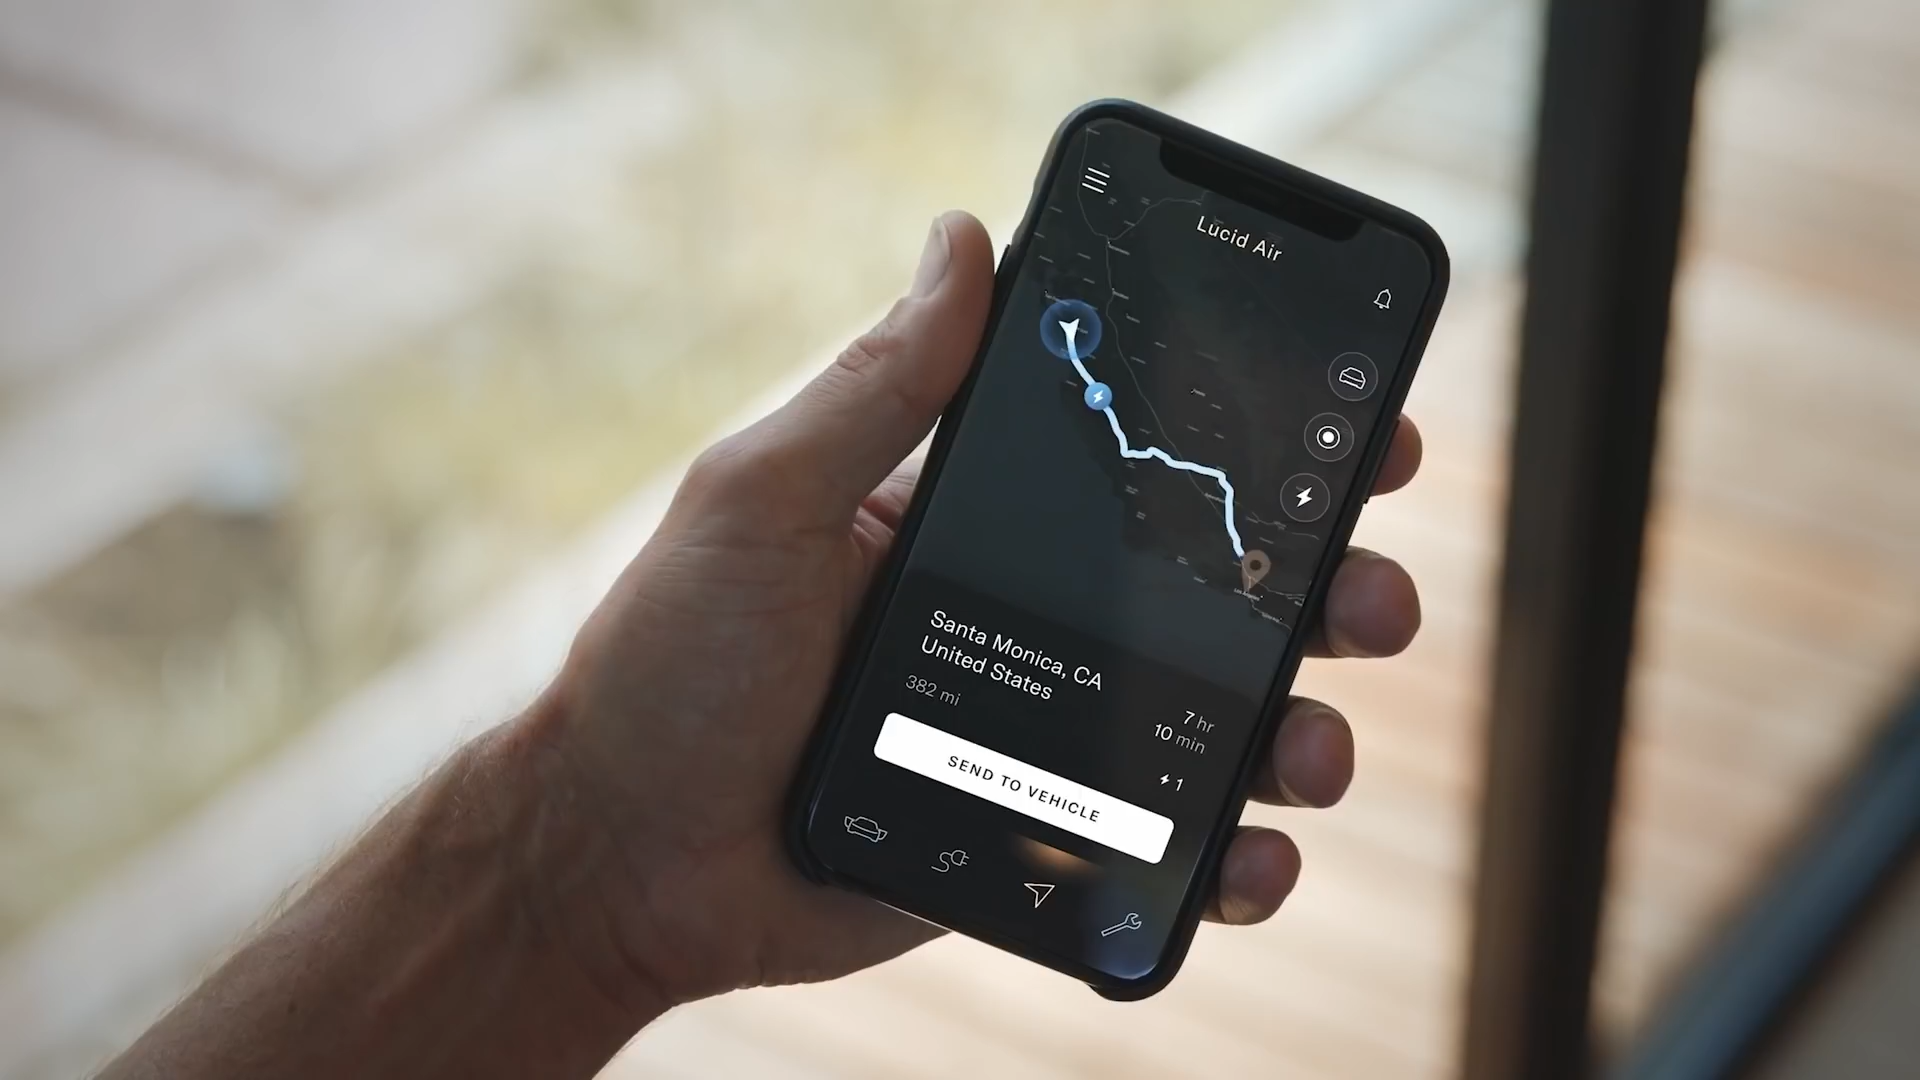 Lucid Air
Santa Monica, CA
United States
382 mi
7 hr
10 min
1
SEND TO VEHICLE